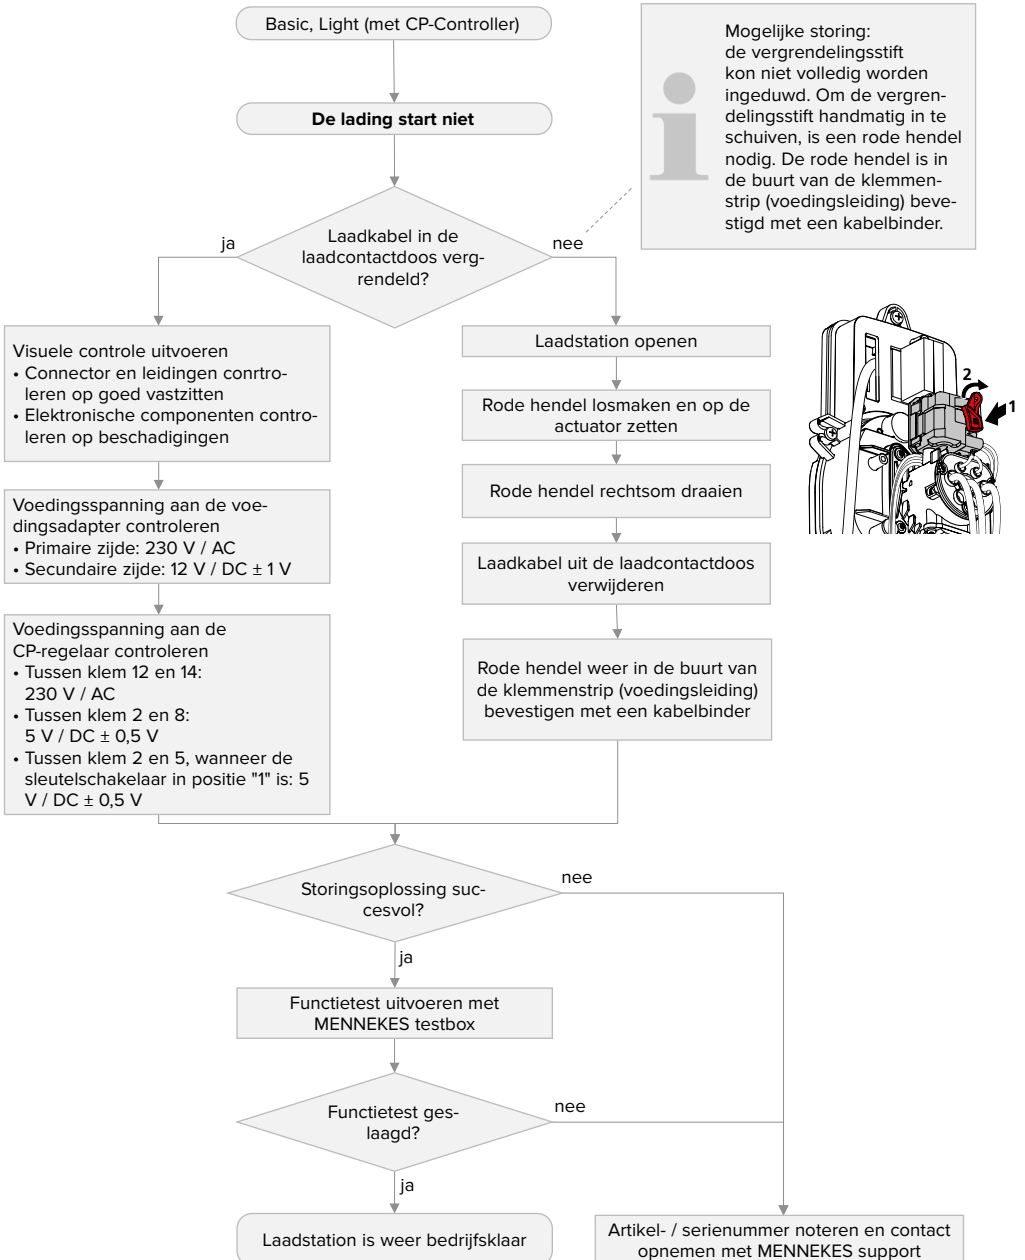 Basic, Light (met CP-Controller)
De lading start niet
Mogelijke storing:
de vergrendelingsstift
kon niet volledig worden
ingeduwd. Om de vergren-
delingsstift handmatig in te
schuiven, is een rode hendel
nodig. De rode hendel is in
de buurt van de klemmen-
strip (voedingsleiding) beve-
stigd met een kabelbinder.
Laadkabel in de
laadcontactdoos verg-
rendeld?
ja
nee
Visuele controle uitvoeren
• Connector en leidingen conrtro-
leren op goed vastzitten
• Elektronische componenten contro-
leren op beschadigingen
Voedingsspanning aan de voe-
dingsadapter controleren
• Primaire zijde: 230 V / AC
• Secundaire zijde: 12 V / DC ± 1 V
Voedingsspanning aan de
CP-regelaar controleren
• Tussen klem 12 en 14:
230 V / AC
• Tussen klem 2 en 8:
5 V / DC ± 0,5 V
• Tussen klem 2 en 5, wanneer de
sleutelschakelaar in positie "1" is: 5
V / DC ± 0,5 V
Laadstation openen
Rode hendel losmaken en op de
actuator zetten
Rode hendel rechtsom draaien
Laadkabel uit de laadcontactdoos
verwijderen
Rode hendel weer in de buurt van
de klemmenstrip (voedingsleiding)
bevestigen met een kabelbinder
2
1
Storingsoplossing suc-
cesvol?
nee
ja
Functietest uitvoeren met
MENNEKES testbox
Functietest ges-
laagd?
nee
ja
Laadstation is weer bedrijfsklaar
Artikel- / serienummer noteren en contact
opnemen met MENNEKES support